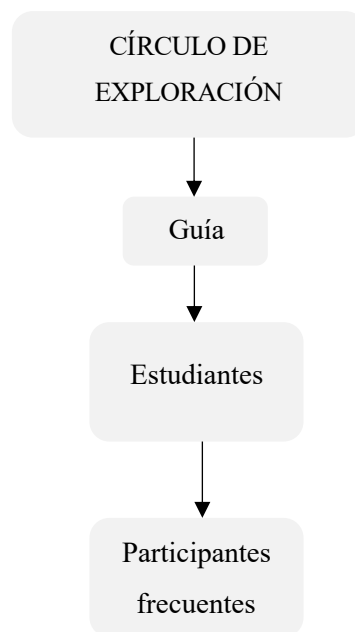 CÍRCULO DE
EXPLORACIÓN
Guía
Estudiantes
Participantes
frecuentes